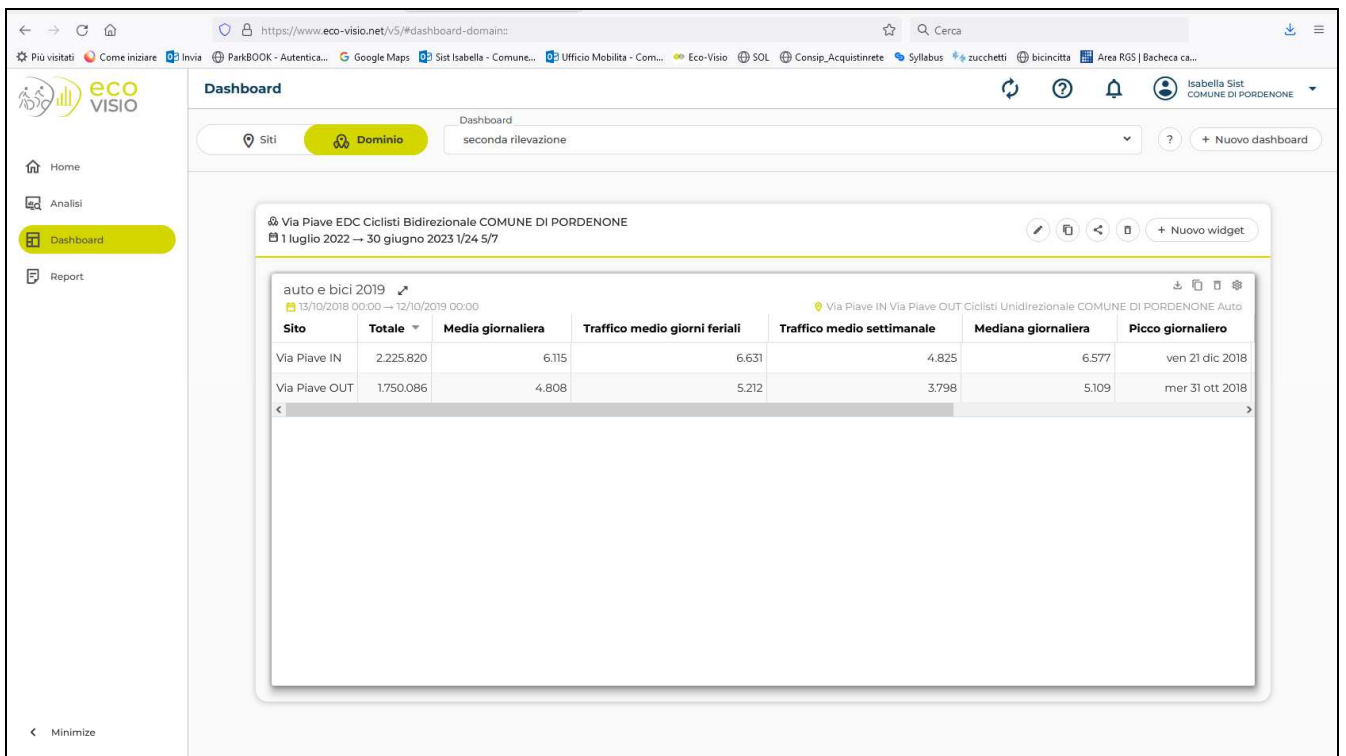 https://www.eco-visio.net/v5/#dashboard-domain::
Cerca
Più visitati Come iniziare Invia ParkBOOK - Autentica... Google Maps Sist Isabella - Comune... Ufficio Mobilita - Com... Eco-Visio SOL Consip_Acquistinrete Syllabus zucchetti bicincitta Area RGS | Bacheca ca...
eco
VISIO
Dashboard
Isabella Sist
COMUNE DI PORDENONE
Siti
Dominio
Dashboard
seconda rilevazione
? + Nuovo dashboard
Home
Analisi
Dashboard
Report
Via Piave EDC Ciclisti Bidirezionale COMUNE DI PORDENONE
1 luglio 2022 → 30 giugno 2023 1/24 5/7
+ Nuovo widget
auto e bici 2019
13/10/2018 00:00 → 12/10/2019 00:00
Via Piave IN Via Piave OUT Ciclisti Unidirezionale COMUNE DI PORDENONE Auto
Sito Totale Media giornaliera Traffico medio giorni feriali Traffico medio settimanale Mediana giornaliera Picco giornaliero
Via Piave IN 2.225.820 6.115 6.631 4.825 6.577 ven 21 dic 2018
Via Piave OUT 1.750.086 4.808 5.212 3.798 5.109 mer 31 ott 2018
Minimize